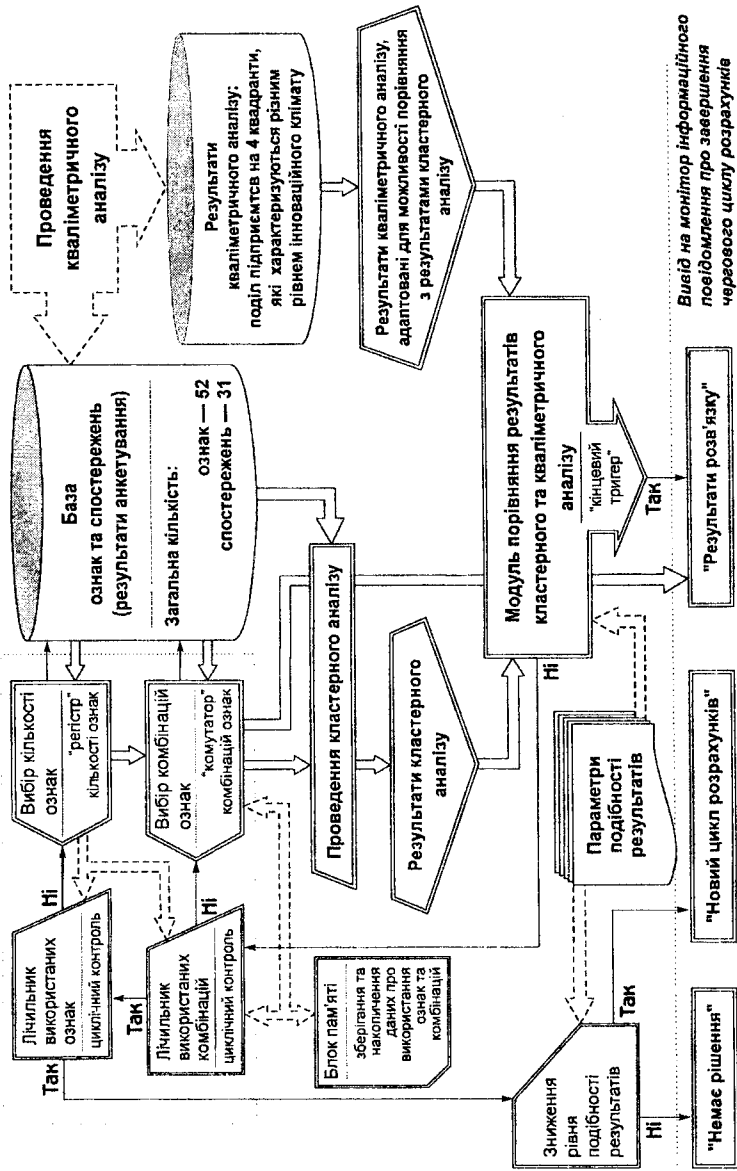 Лічильник
використаних
ознак
циклічний контроль
Ні
Так
Вибір кількості
ознак
"регістр"
кількості ознак
База
ознак та спостережень
(результати анкетування)
Загальна кількість:
ознак — 52
спостережень — 31
Проведення
кваліметричного
аналізу
Лічильник
використаних
комбінацій
циклічний контроль
Так
Ні
Вибір комбінацій
ознак
"комутатор"
комбінацій ознак
Результати
кваліметричного аналізу:
поділ підприємтсв на 4 квадранти,
які характеризуються різним
рівнем інноваційного клімату
Блок пам'яті
зберігання та
накопичення
даних про
використання
ознак та
комбінацій
Проведення кластерного аналізу
Результати кластерного
аналізу
Результати кваліметричного аналізу,
адаптовані для можливості порівняння
з результатами кластерного
аналізу
Модуль порівняння результатів
кластерного та кваліметричного
аналізу
"кінцевий
тригер"
Ні
Так
Параметри
подібності
результатів
Зниження
рівня
подібності
результатів
Так
Ні
"Немає рішення"
"Новий цикл розрахунків"
"Результати розв'язку"
Вивід на монітор інформаційного
повідомлення про завершення
чергового циклу розрахунків